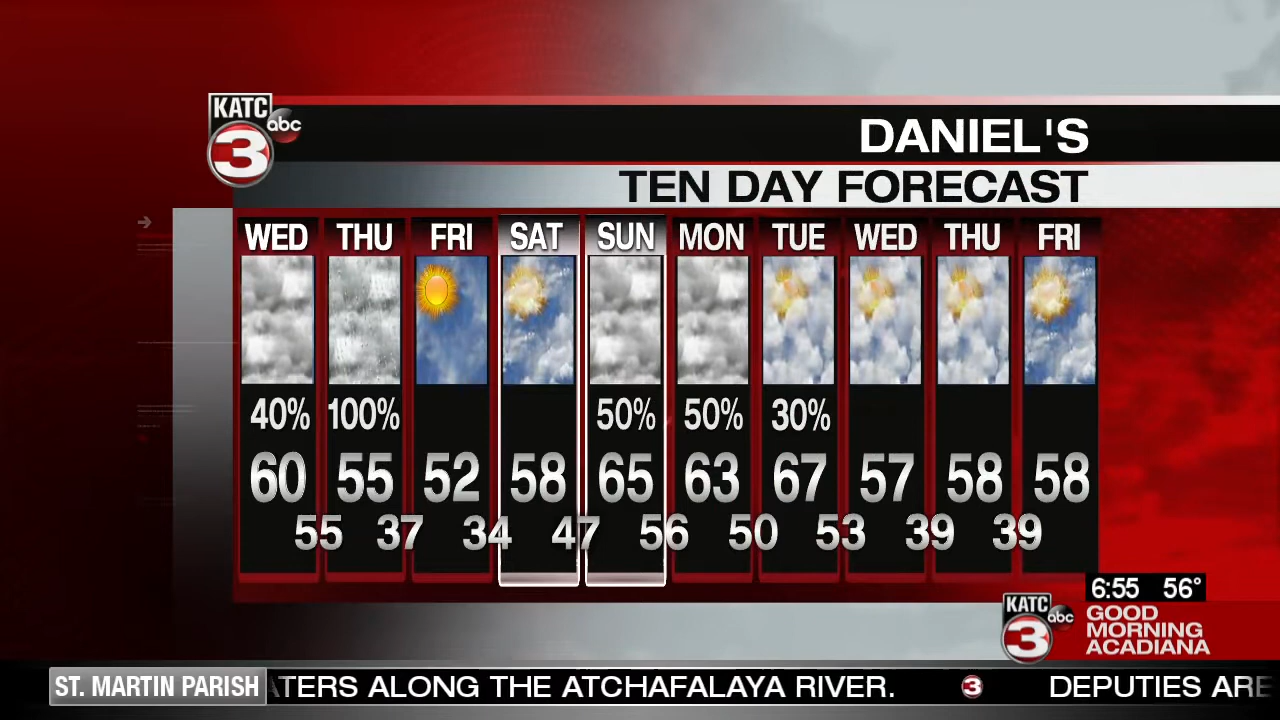 KATC
abc
3
DANIEL'S
TEN DAY FORECAST
WED THU FRI SAT SUN MON TUE WED THU FRI
40% 100% 50% 50% 30%
60 55 52 58 65 63 67 57 58 58
55 37 34 47 56 50 53 39 39
6:55 56°
KATC
abc
3
GOOD
MORNING
ACADIANA
ST. MARTIN PARISH ATERS ALONG THE ATCHAFALAYA RIVER. 3 DEPUTIES ARE